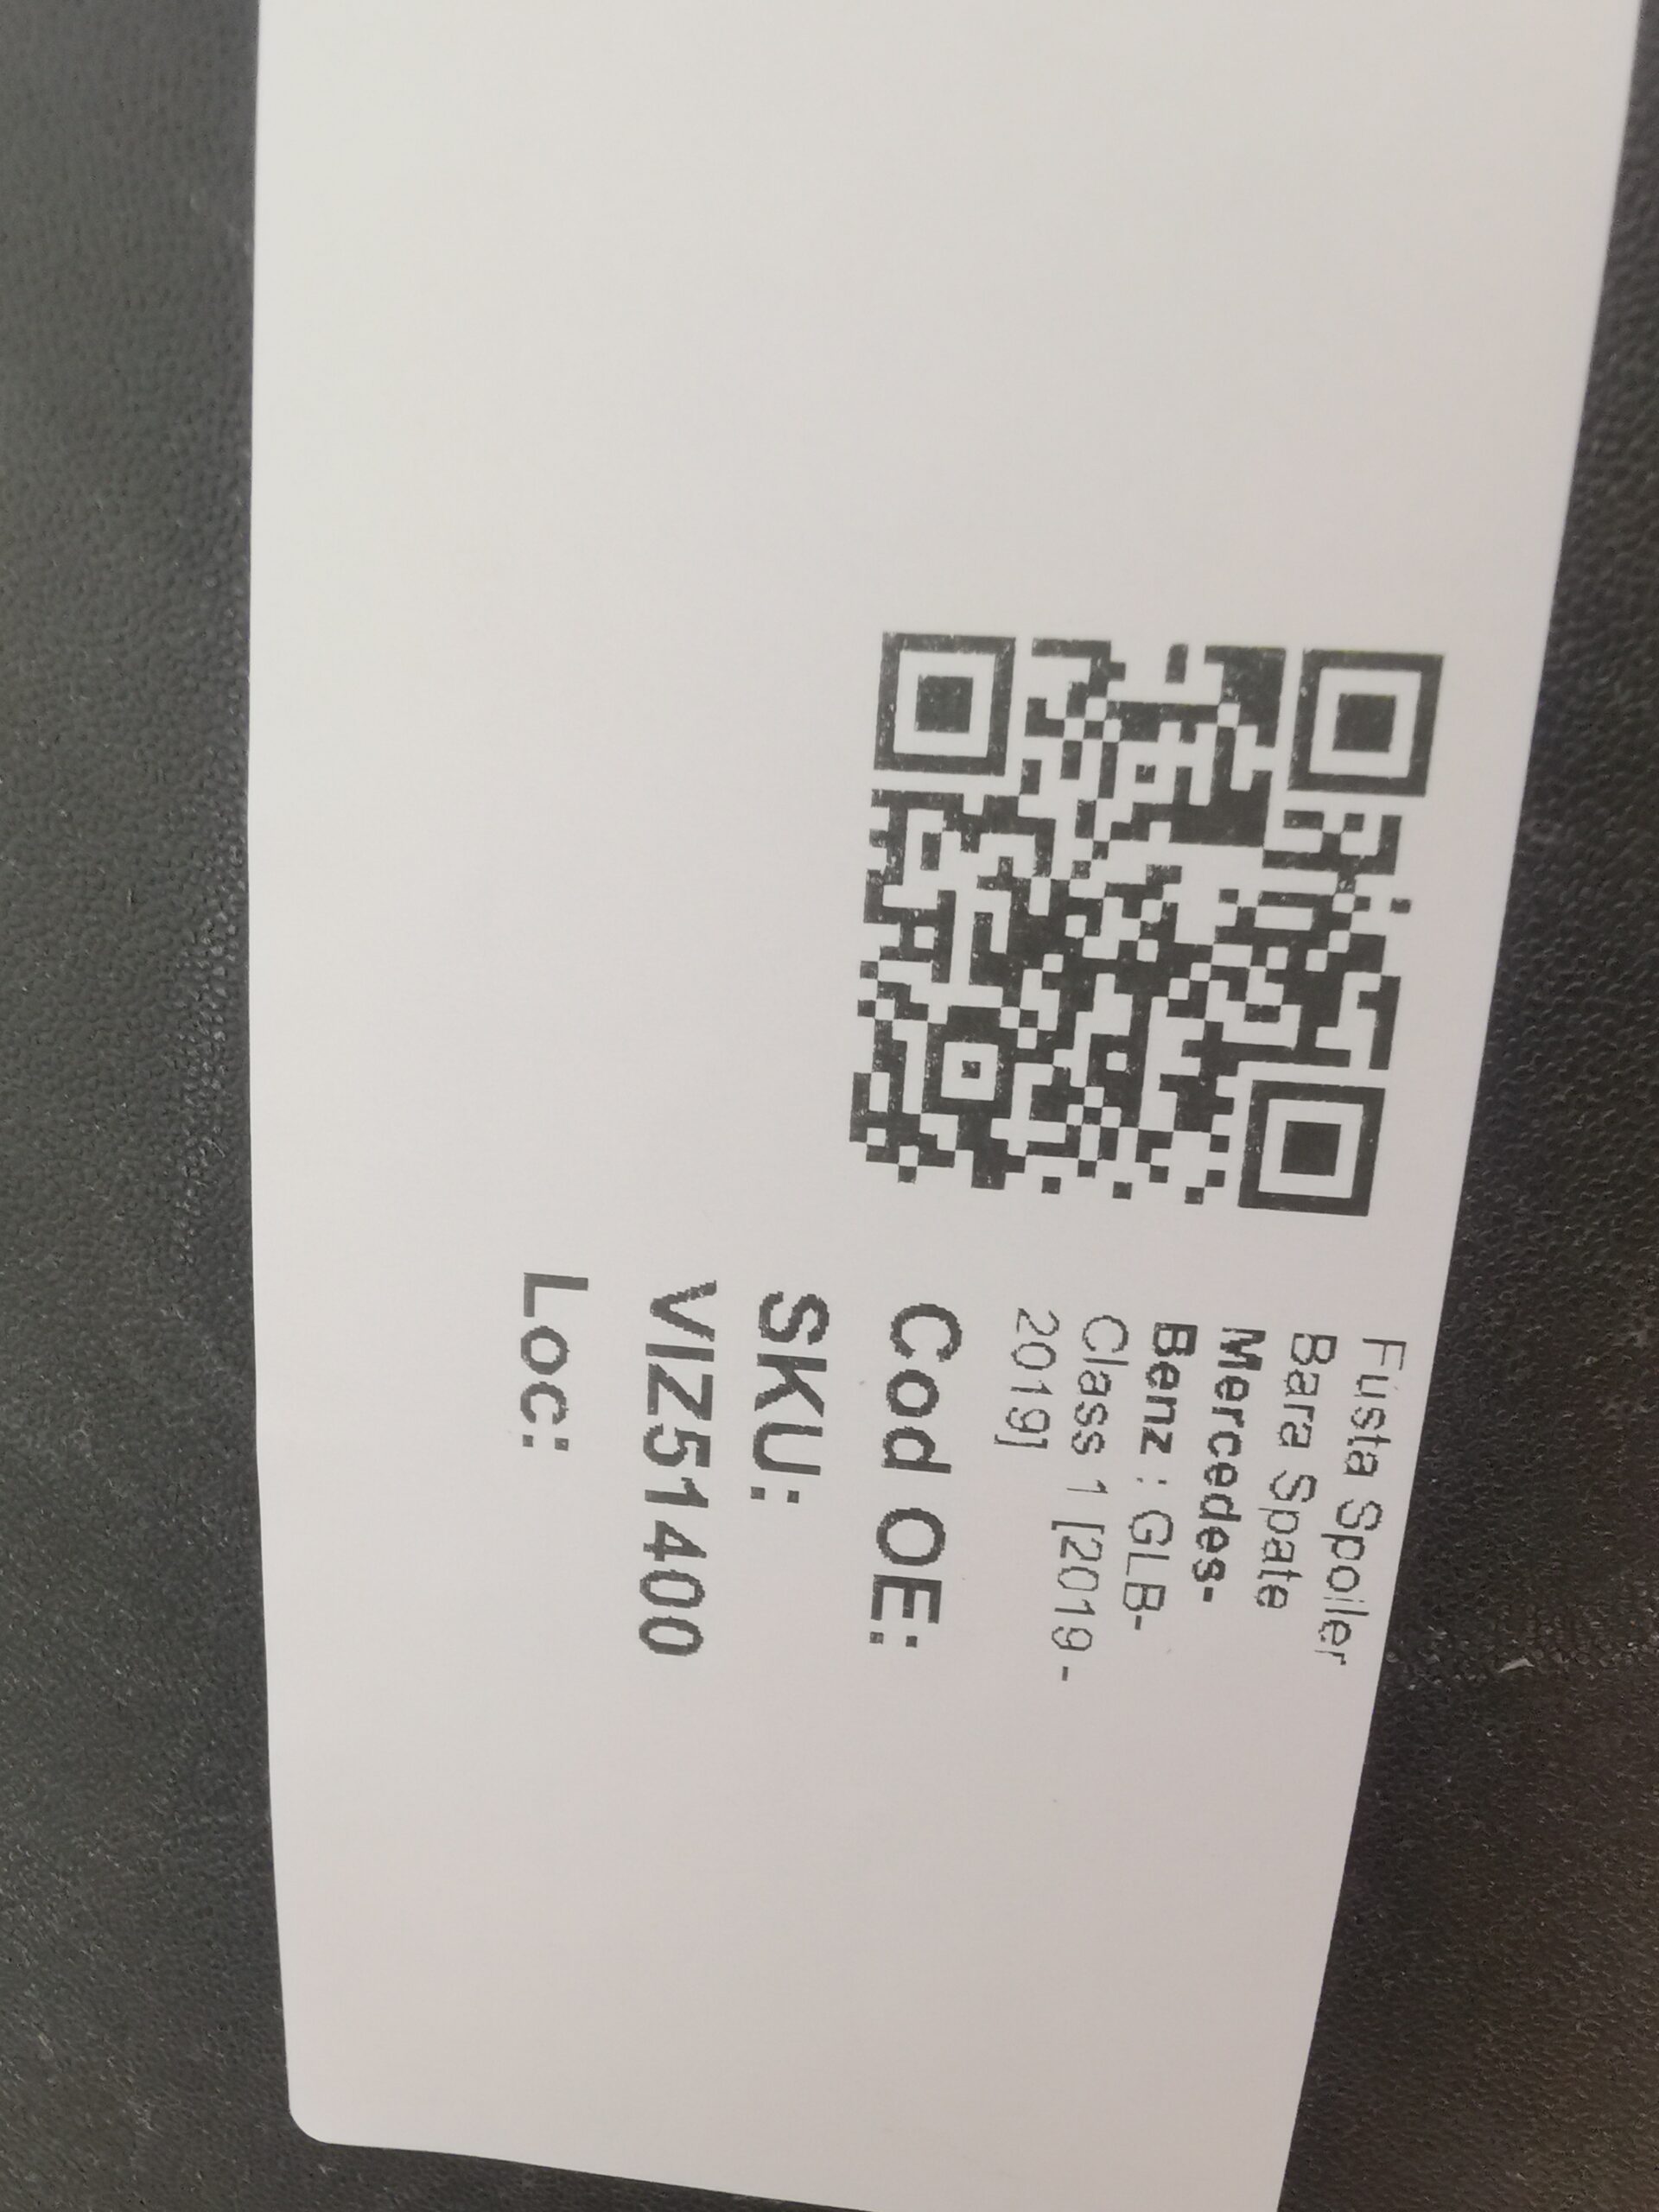 Fusta Spoiler
Bara Spate
Mercedes-
Benz : GLB-
Class 1 [2019 -
2019]
Cod OE:
SKU:
VIZ51400
Loc: